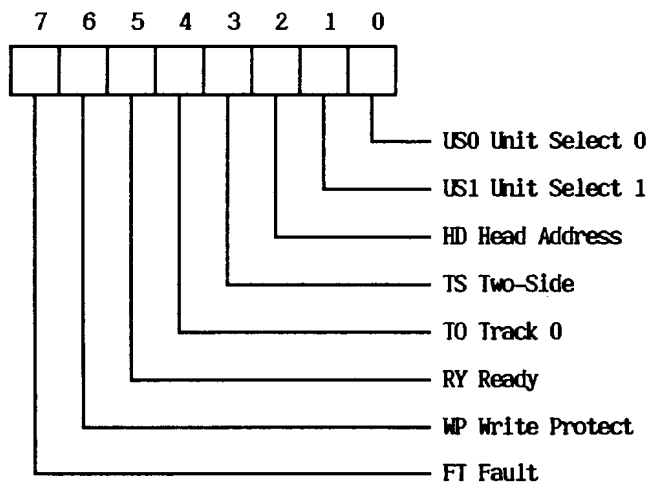 7 6 5 4 3 2 1 0
US0 Unit Select 0
US1 Unit Select 1
HD Head Address
TS Two-Side
T0 Track 0
RY Ready
WP Write Protect
FT Fault